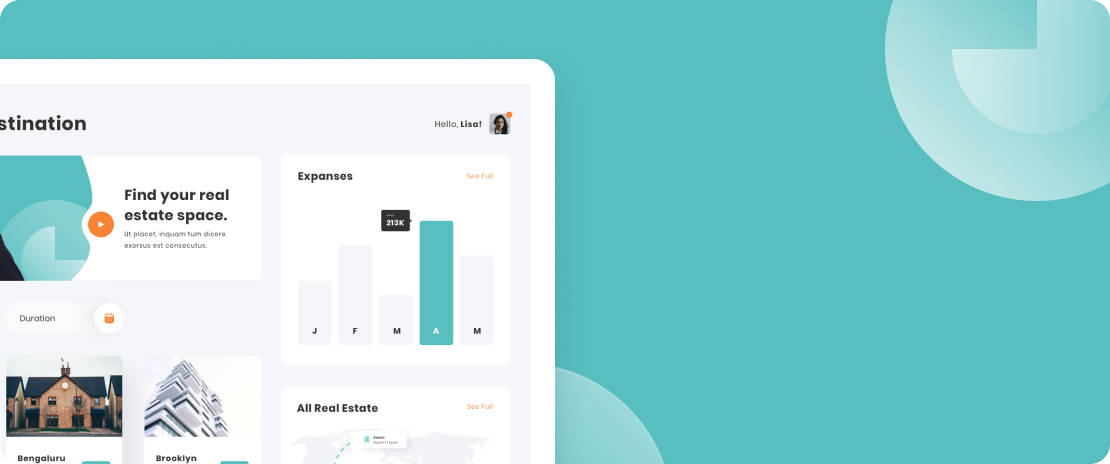 stination
Hello, Lisa!
Find your real
estate space.
Ut placet, inquam tum dicere
exorsus est consecutus.
Duration
Bengaluru
Brooklyn
Expanses
See Full
213K
J F M A M
All Real Estate
See Full